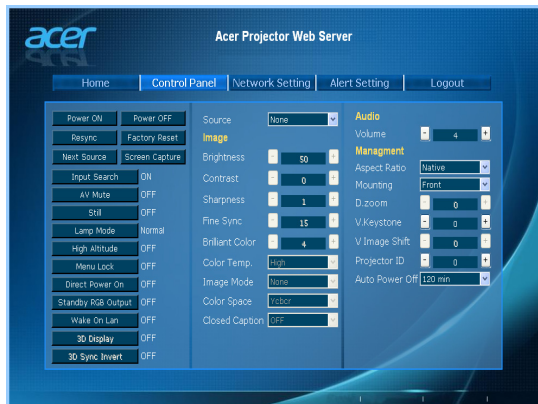 acer
Acer Projector Web Server
Home Control Panel Network Setting Alert Setting Logout
Power ON Power OFF
Resync Factory Reset
Next Source Screen Capture
Input Search ON
AV Mute OFF
Still OFF
Lamp Mode Normal
High Altitude OFF
Menu Lock OFF
Direct Power On OFF
Standby RGB Output OFF
Wake On Lan OFF
3D Display OFF
3D Sync Invert OFF
Source None
Image
Brightness - 50 +
Contrast - 0 +
Sharpness - 1 +
Fine Sync - 15 +
Brilliant Color - 4 +
Color Temp. High
Image Mode None
Color Space Ycbcr
Closed Caption OFF
Audio
Volume - 4 +
Managment
Aspect Ratio Native
Mounting Front
D.zoom - 0 +
V.Keystone - 0 +
V Image Shift - 0 +
Projector ID - 0 +
Auto Power Off 120 min